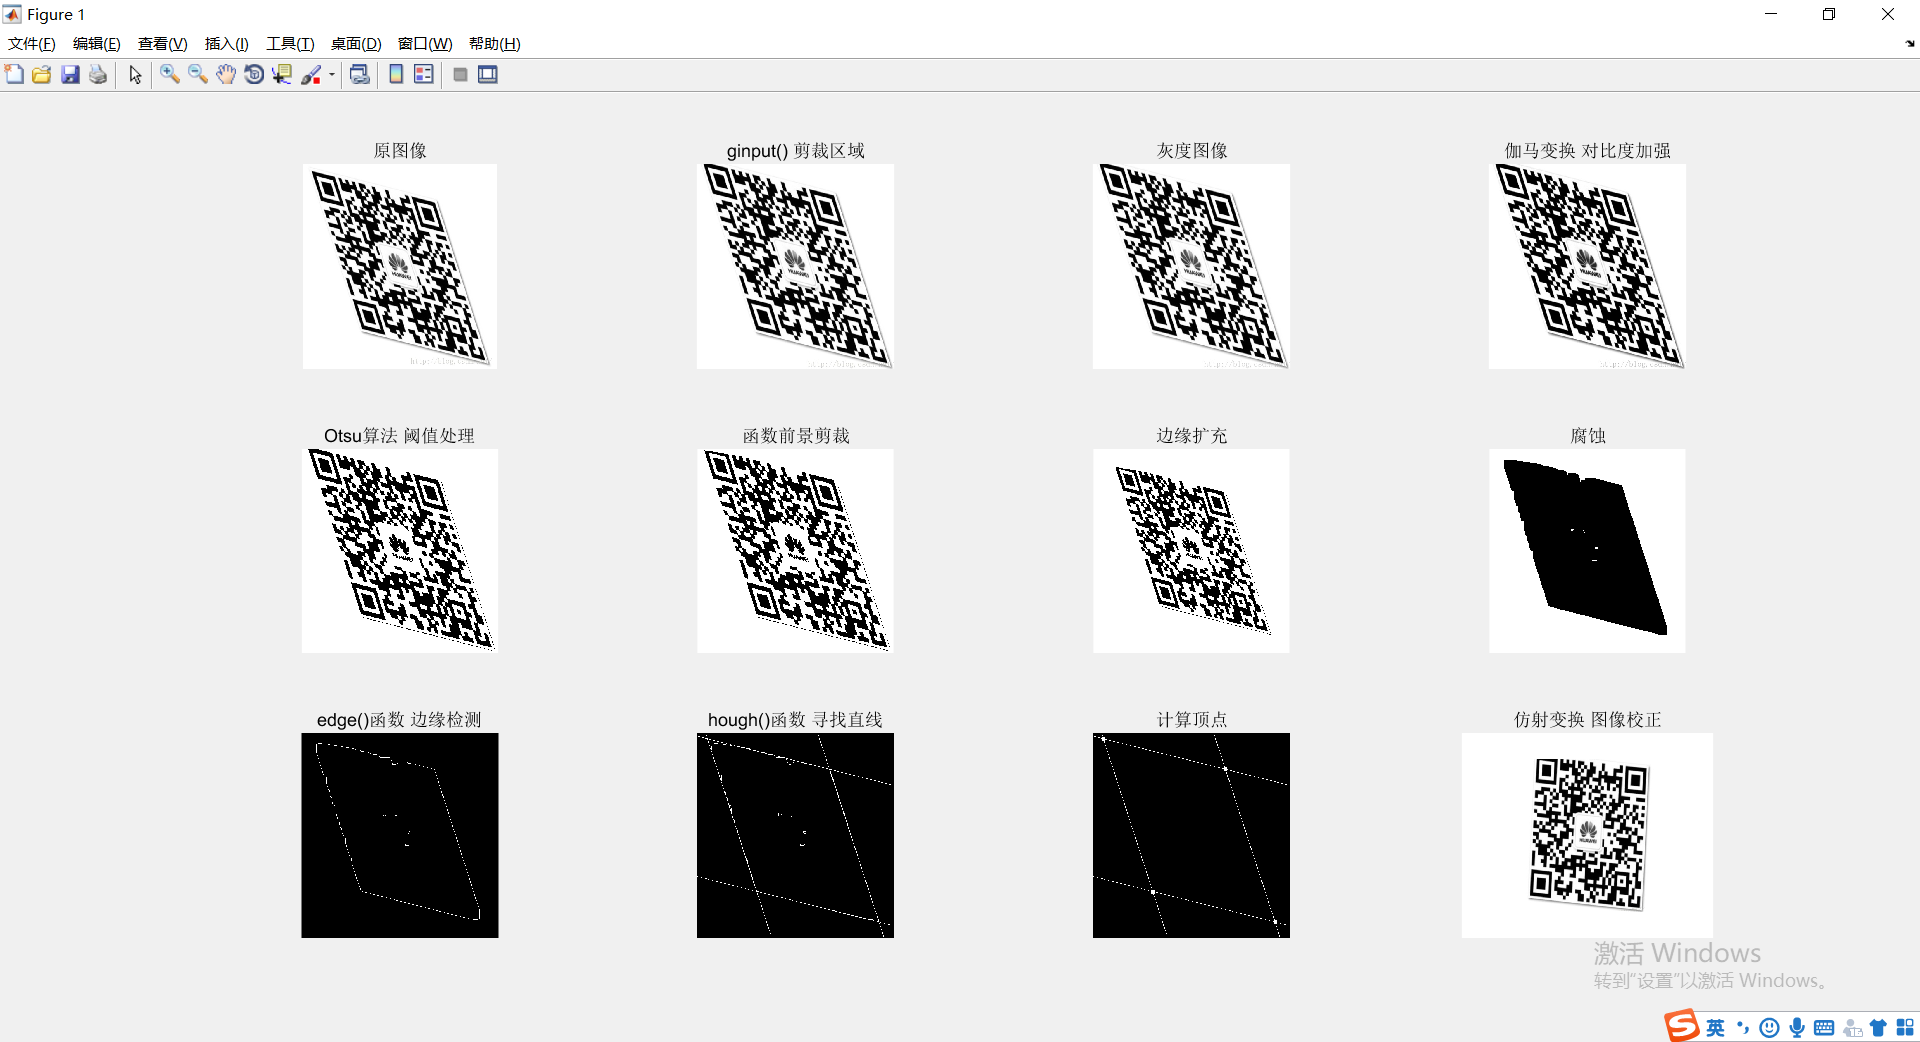 Figure 1
文件(F) 编辑(E) 查看(V) 插入(I) 工具(T) 桌面(D) 窗口(W) 帮助(H)
原图像
ginput() 剪裁区域
灰度图像
伽马变换 对比度加强
HUAWEI
HUAWEI
HUAWEI
HUAWEI
Otsu算法 阈值处理
函数前景剪裁
边缘扩充
腐蚀
edge()函数 边缘检测
hough()函数 寻找直线
计算顶点
仿射变换 图像校正
HUAWEI
激活 Windows
转到"设置"以激活 Windows。
英